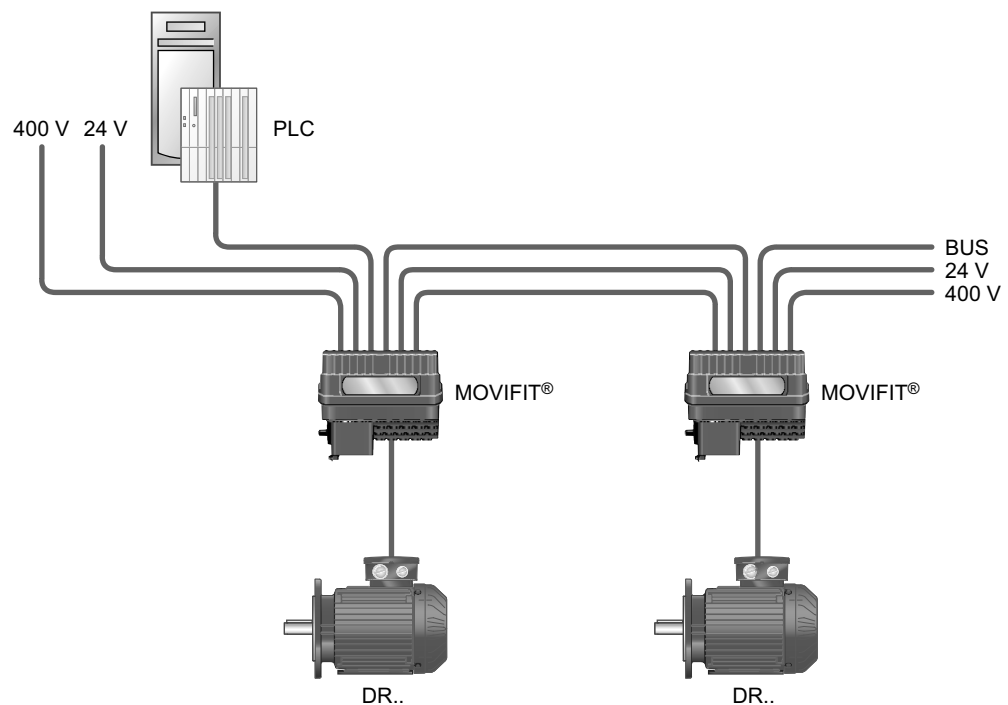 400 V 24 V PLC
BUS
24 V
400 V
MOVIFIT® MOVIFIT®
DR.. DR..